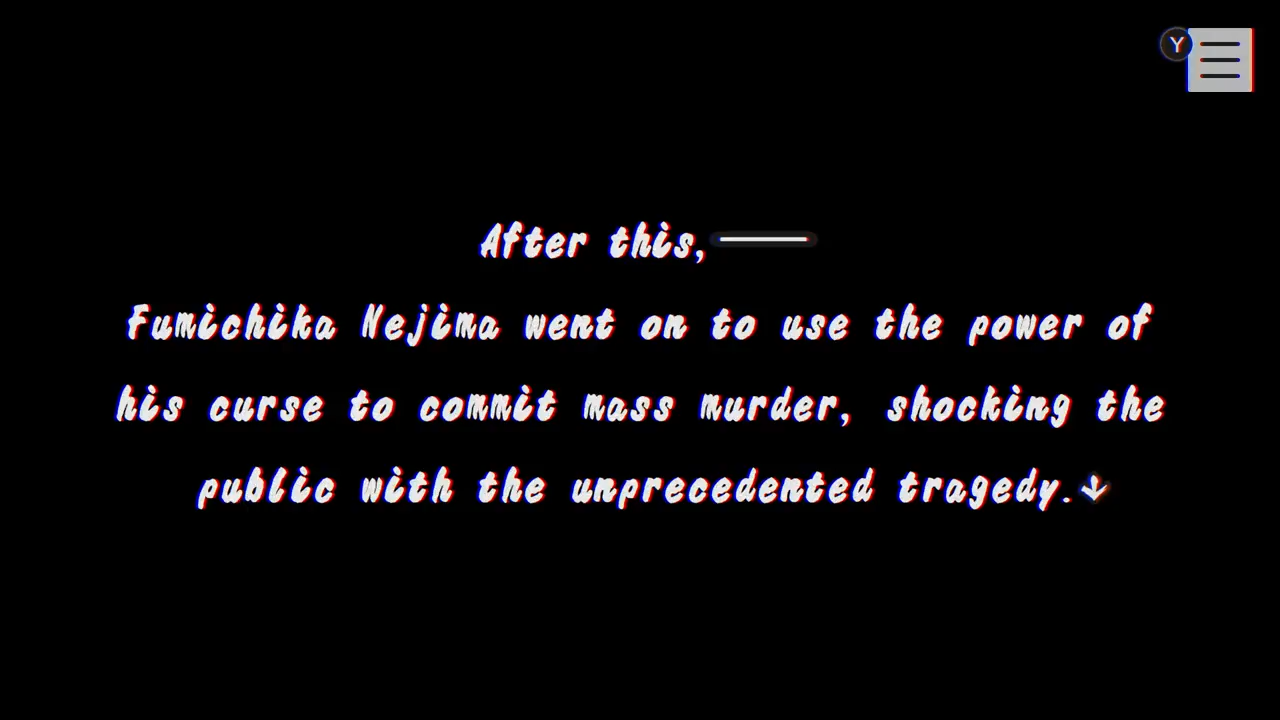 Y
After this,——
Fumichika Nejima went on to use the power of
his curse to commit mass murder, shocking the
public with the unprecedented tragedy.